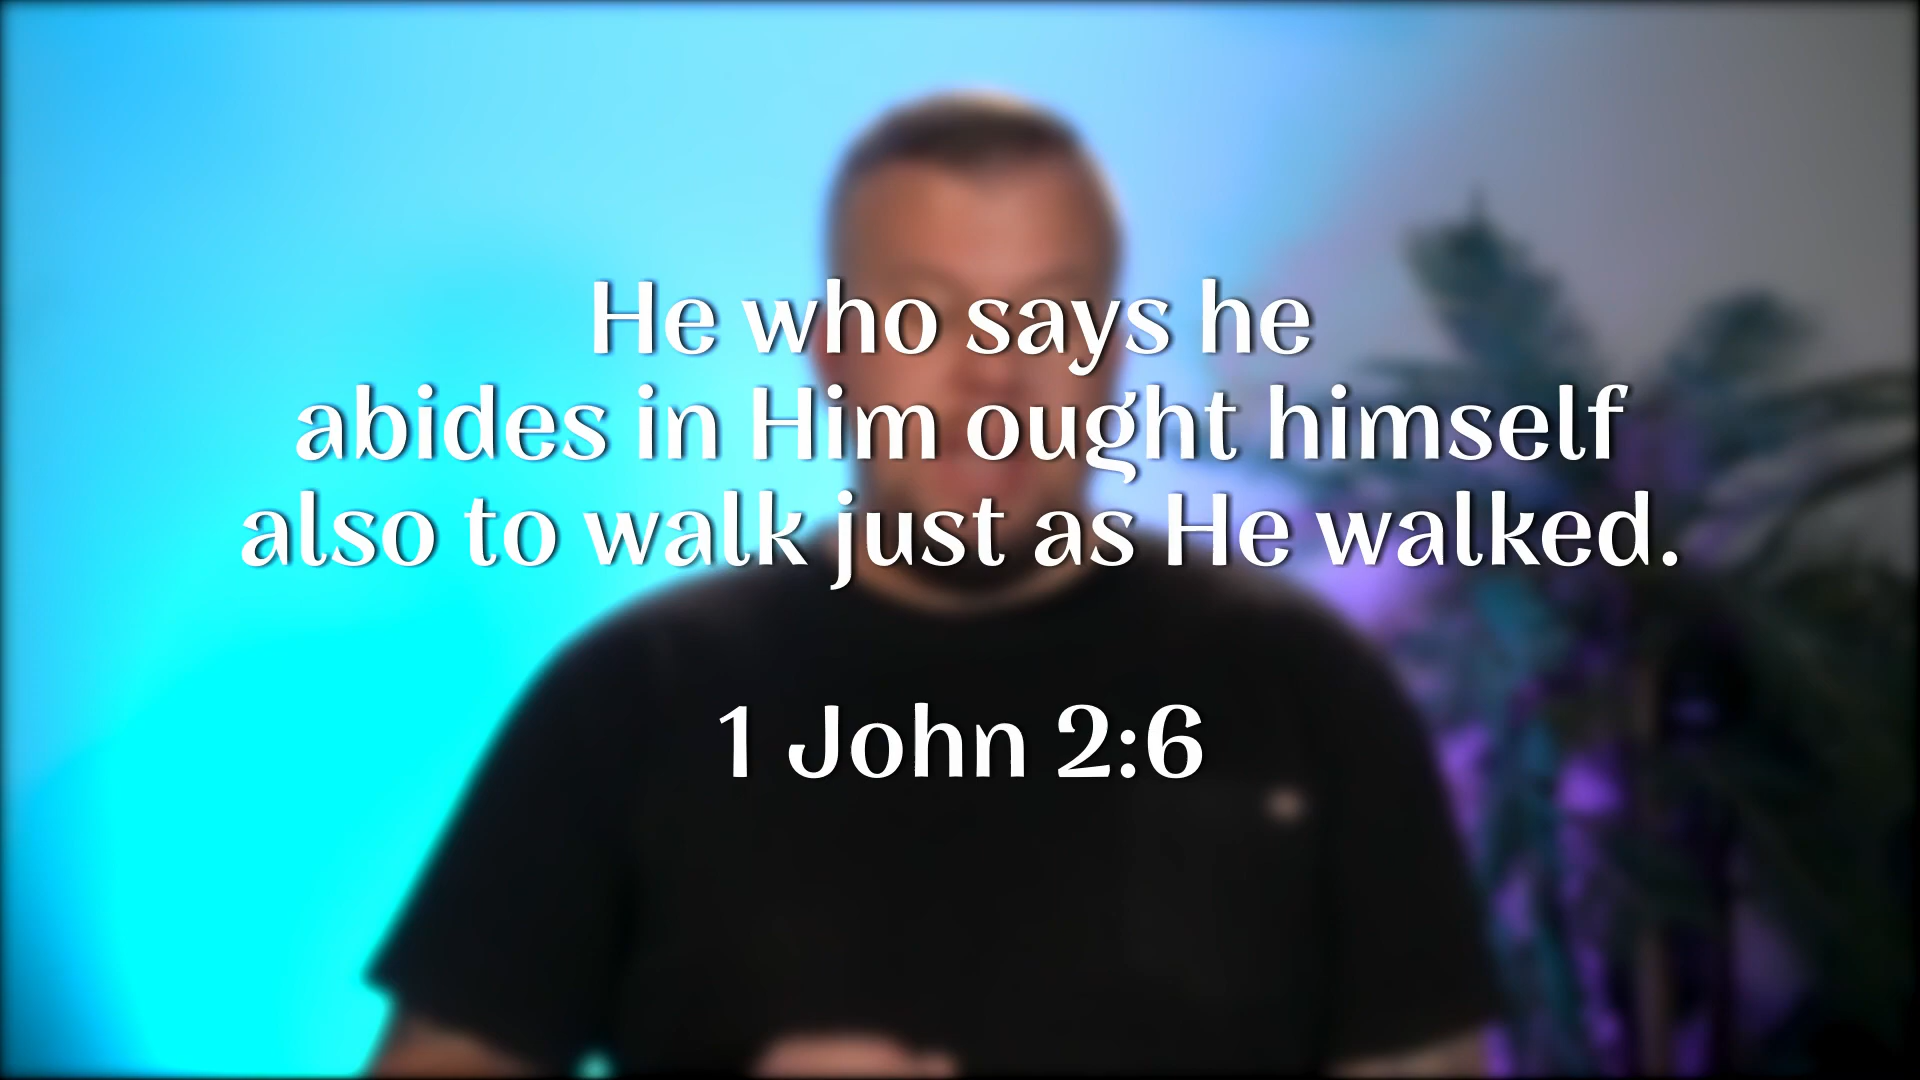 He who says he
abides in Him ought himself
also to walk just as He walked.
1 John 2:6